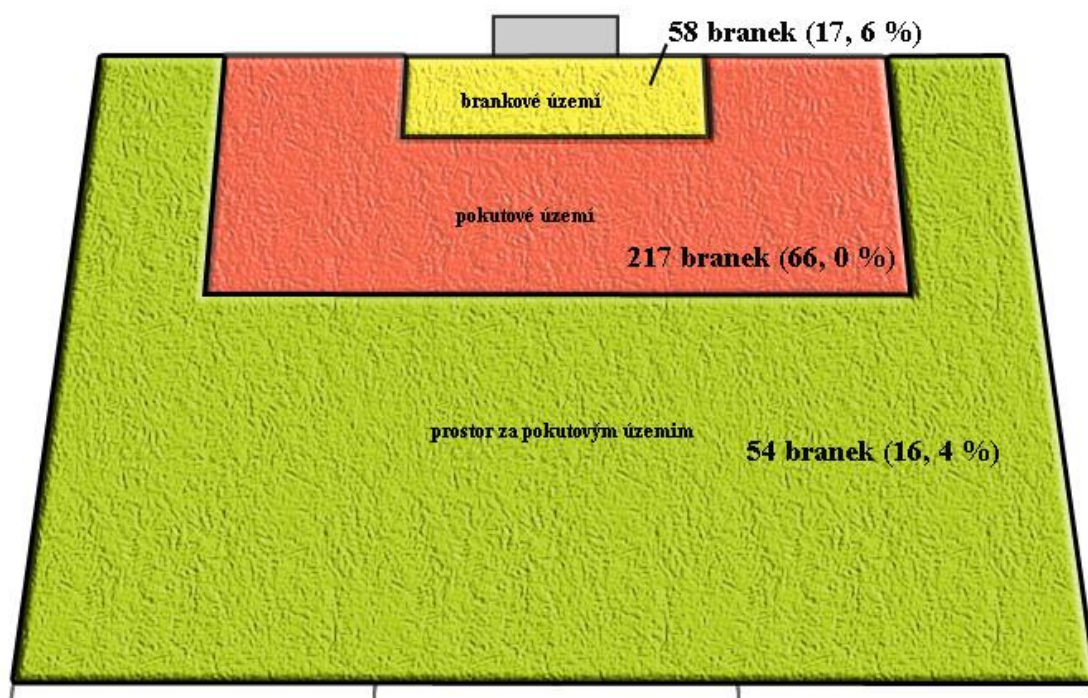 58 branek (17, 6 %)
brankové území
pokutové území
217 branek (66, 0 %)
prostor za pokutovým územim
54 branek (16, 4 %)